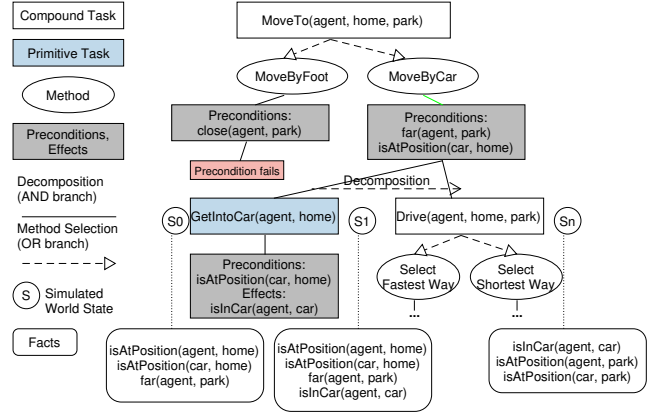 Compound Task
Primitive Task
Method
Preconditions,
Effects
Decomposition
(AND branch)
Method Selection
(OR branch)
S
Simulated
World State
Facts
MoveTo(agent, home, park)
MoveByFoot
MoveByCar
Preconditions:
close(agent, park)
Preconditions:
far(agent, park)
isAtPosition(car, home)
Precondition fails
Decomposition
S0
GetIntoCar(agent, home)
S1
Drive(agent, home, park)
Sn
Preconditions:
isAtPosition(car, home)
Effects:
isInCar(agent, car)
Select
Fastest Way
Select
Shortest Way
...
...
isAtPosition(agent, home)
isAtPosition(car, home)
far(agent, park)
isAtPosition(agent, home)
isAtPosition(car, home)
far(agent, park)
isInCar(agent, car)
isInCar(agent, car)
isAtPosition(agent, park)
isAtPosition(car, park)